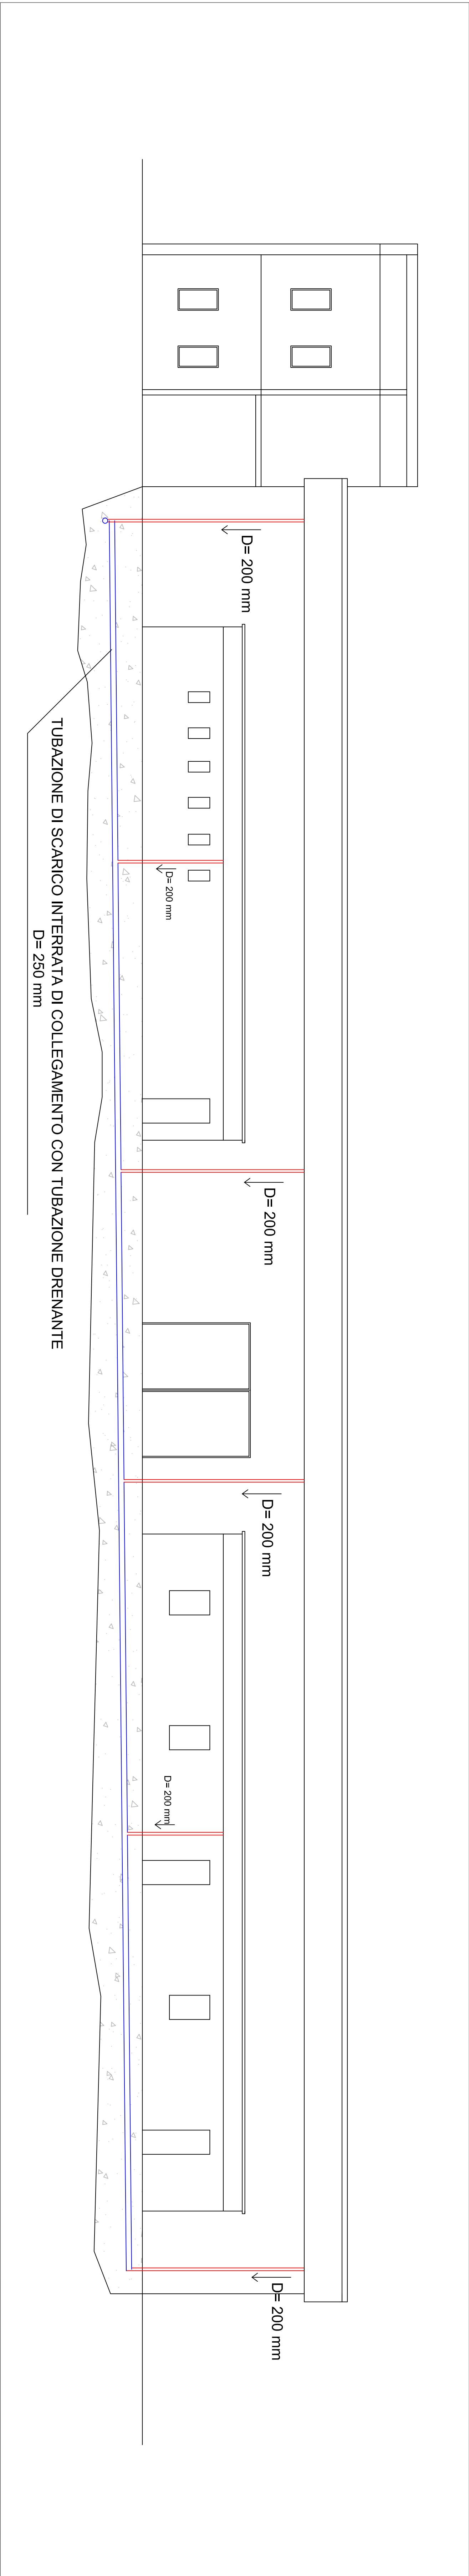 D= 200 mm
D= 200 mm
D= 200 mm
D= 200 mm
D= 200 mm
D= 200 mm
TUBAZIONE DI SCARICO INTERRATA DI COLLEGAMENTO CON TUBAZIONE DRENANTE
D= 250 mm